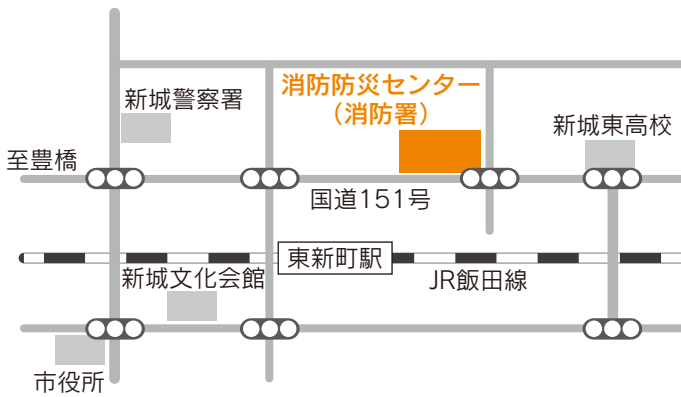 消防防災センター
（消防署）
新城警察署
新城東高校
至豊橋
国道151号
東新町駅
新城文化会館
JR飯田線
市役所